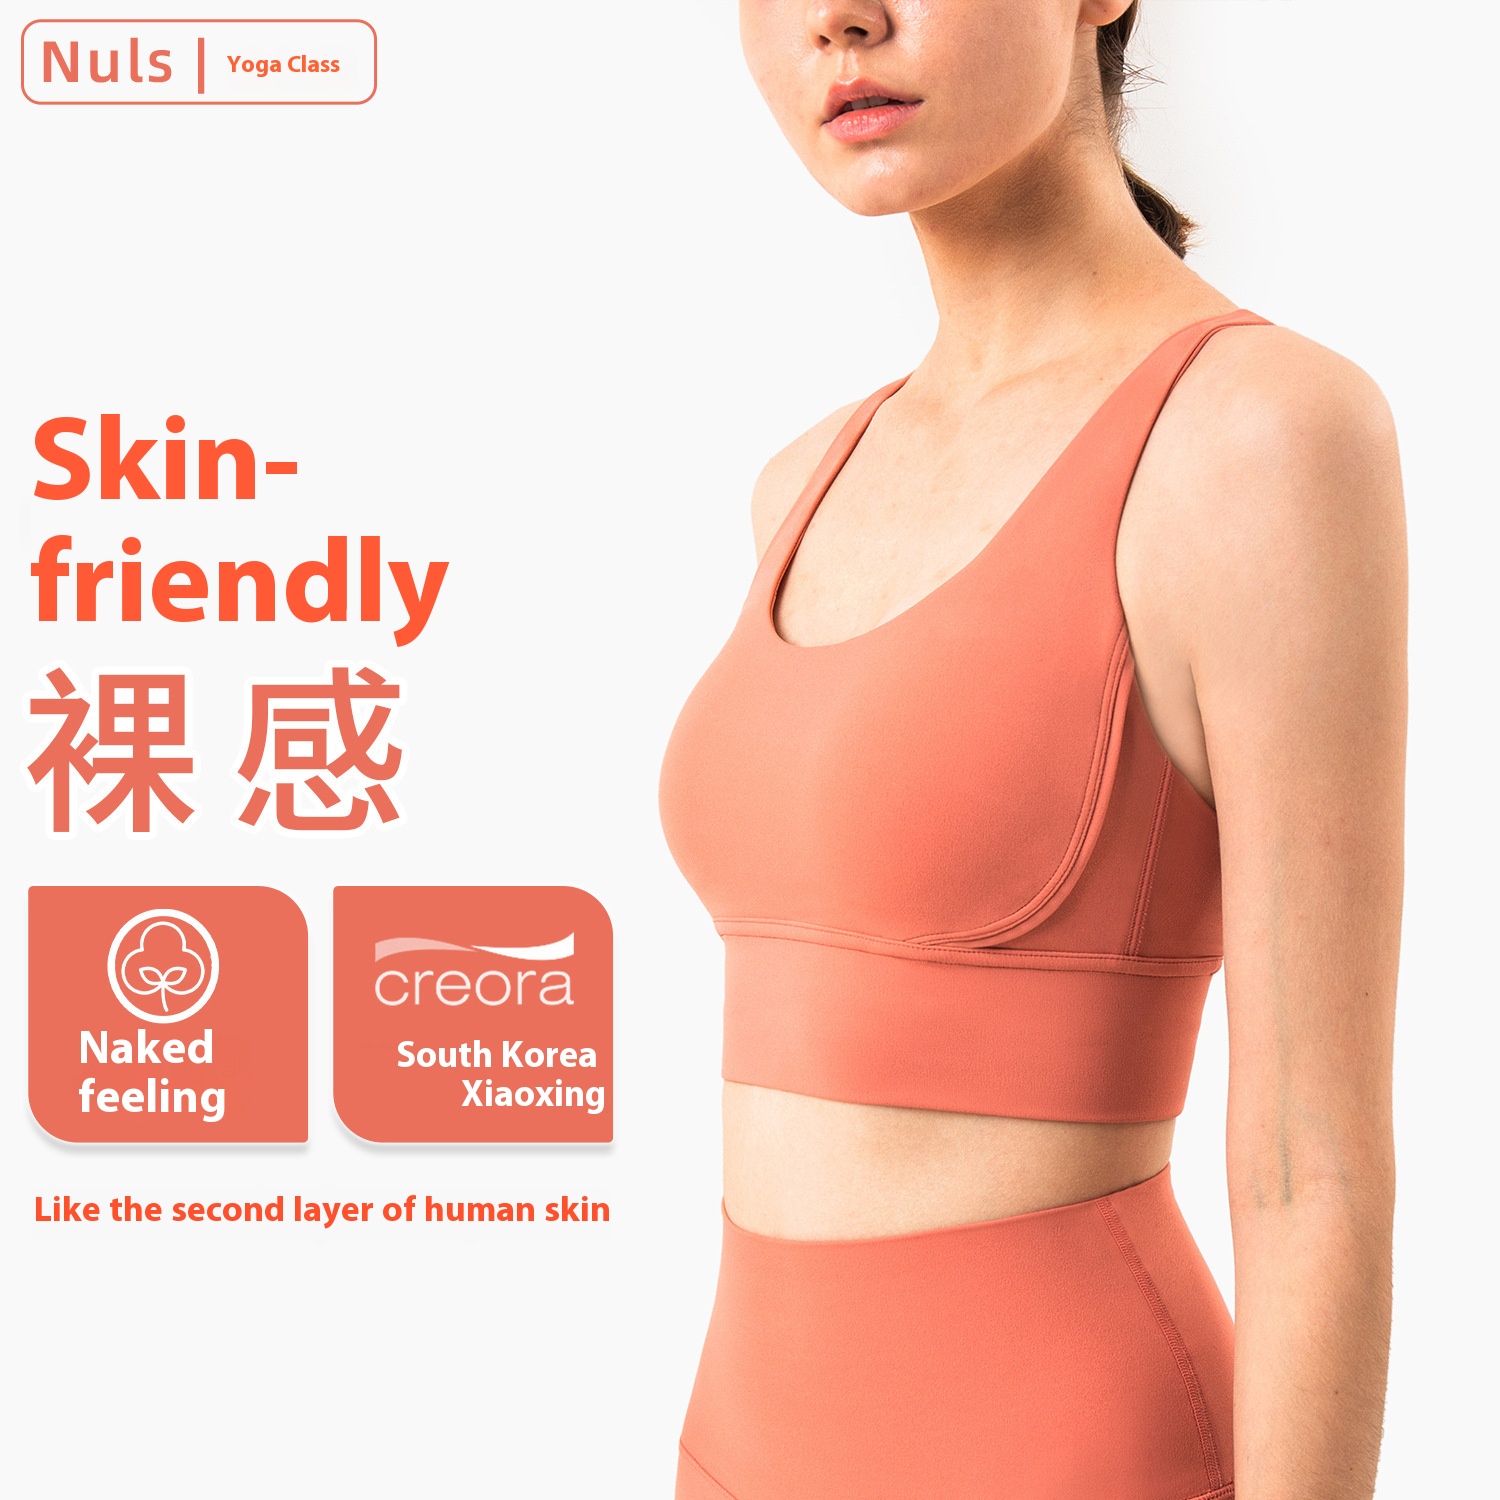 Nuls | Yoga Class
Skin-
friendly
裸感
Naked
feeling
creora
South Korea
Xiaoxing
Like the second layer of human skin